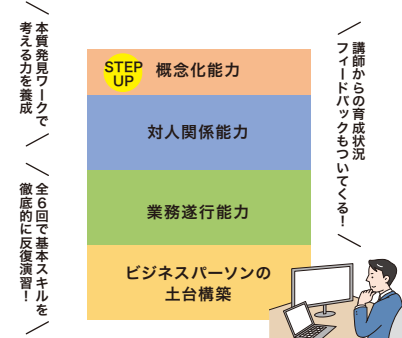 本質発見ワークで
考える力を養成
全6回で基本スキルを
徹底的に反復演習！
STEP
UP
概念化能力
対人関係能力
業務遂行能力
ビジネスパーソンの
土台構築
講師からの育成状況
フィードバックもついてくる！